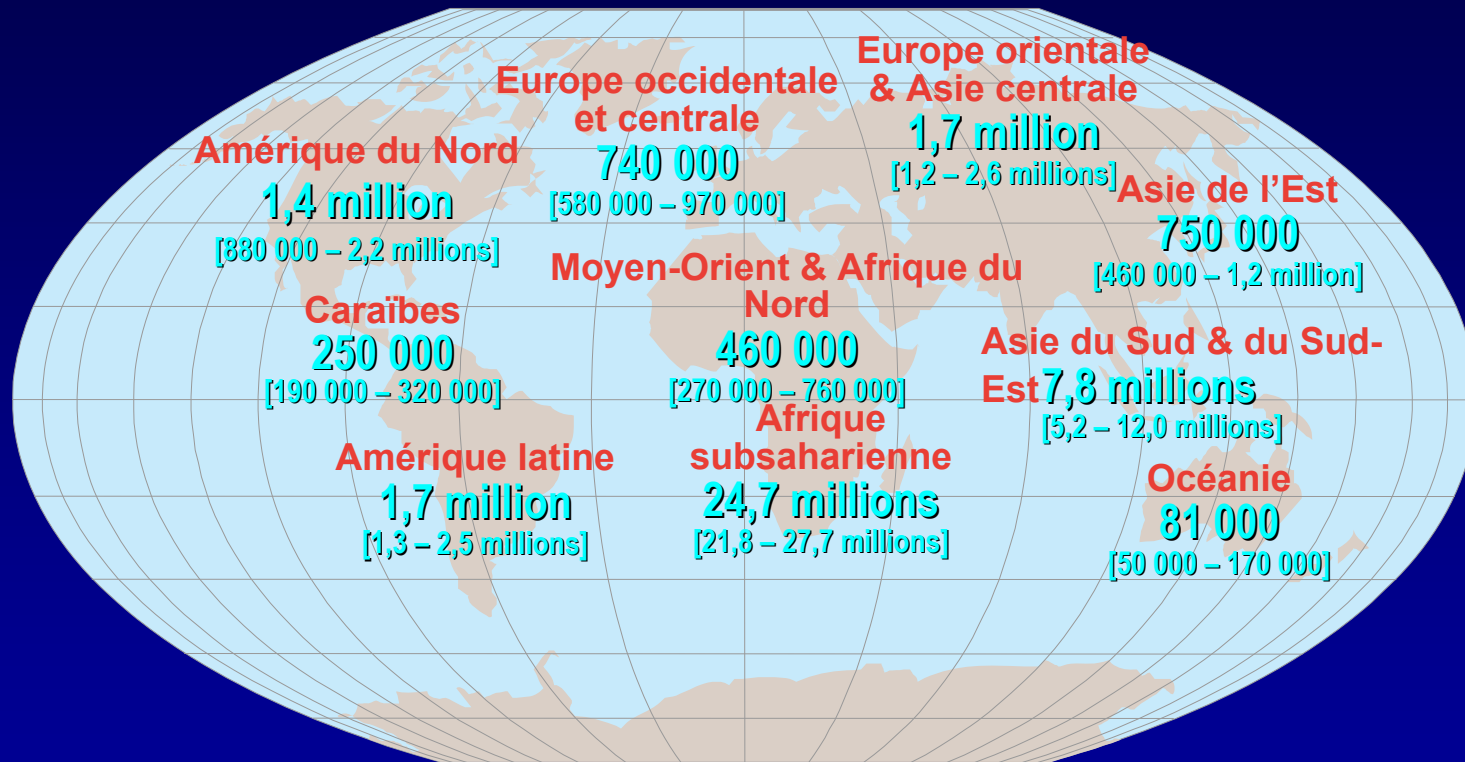 Europe orientale
& Asie centrale
1,7 million
[1,2 – 2,6 millions]
Europe occidentale
et centrale
740 000
[580 000 – 970 000]
Amérique du Nord
1,4 million
[880 000 – 2,2 millions]
Asie de l’Est
750 000
[460 000 – 1,2 million]
Moyen-Orient & Afrique du
Nord
460 000
[270 000 – 760 000]
Caraïbes
250 000
[190 000 – 320 000]
Asie du Sud & du Sud-
Est 7,8 millions
[5,2 – 12,0 millions]
Afrique
subsaharienne
24,7 millions
[21,8 – 27,7 millions]
Amérique latine
1,7 million
[1,3 – 2,5 millions]
Océanie
81 000
[50 000 – 170 000]